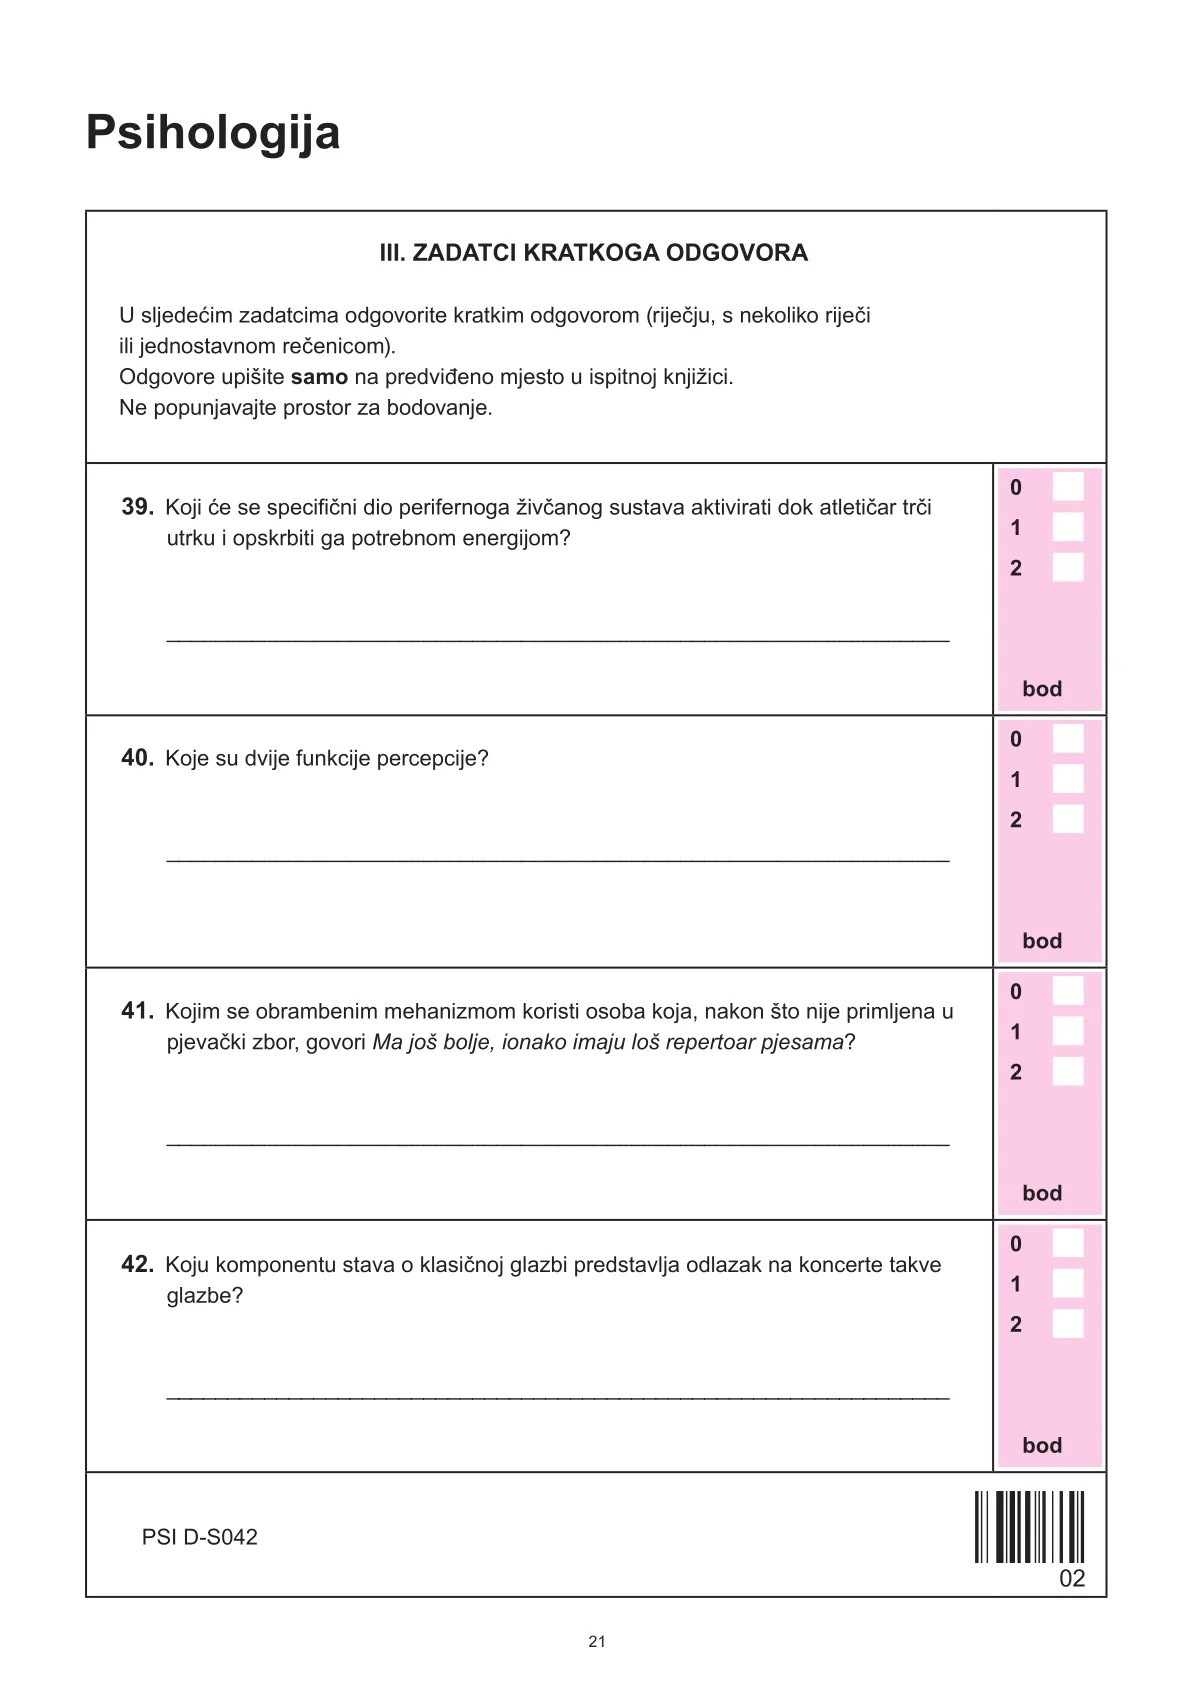 Psihologija
III. ZADATCI KRATKOGA ODGOVORA
U sljedećim zadatcima odgovorite kratkim odgovorom (riječju, s nekoliko riječi
ili jednostavnom rečenicom).
Odgovore upišite samo na predviđeno mjesto u ispitnoj knjižici.
Ne popunjavajte prostor za bodovanje.
39. Koji će se specifični dio perifernoga živčanog sustava aktivirati dok atletičar trči
utrku i opskrbiti ga potrebnom energijom?
0
1
2
bod
40. Koje su dvije funkcije percepcije?
0
1
2
bod
41. Kojim se obrambenim mehanizmom koristi osoba koja, nakon što nije primljena u
pjevački zbor, govori Ma još bolje, ionako imaju loš repertoar pjesama?
0
1
2
bod
42. Koju komponentu stava o klasičnoj glazbi predstavlja odlazak na koncerte takve
glazbe?
0
1
2
bod
PSI D-S042
02
21